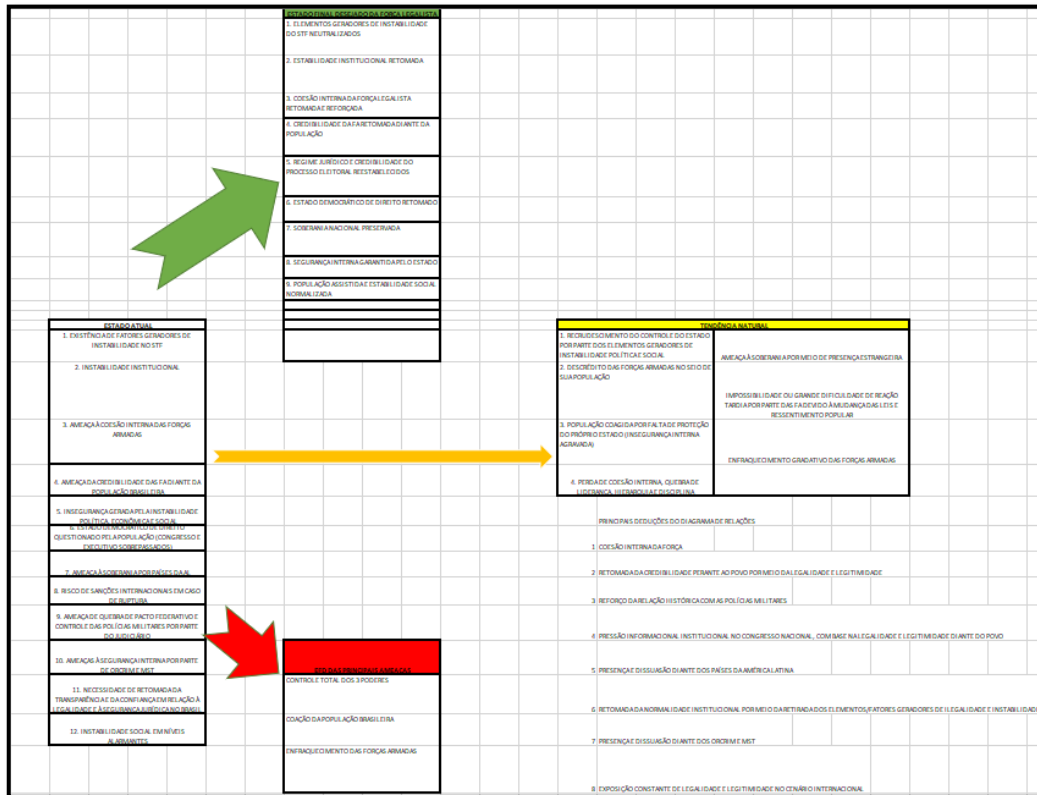 ESTADO FINAL DESEJADO DA FORÇA LEGALISTA
1. ELEMENTOS GERADORES DE INSTABILIDADE
DO STF NEUTRALIZADOS
2. ESTABILIDADE INSTITUCIONAL RETOMADA
3. COESÃO INTERNA DA FORÇA LEGALISTA
RETOMADA E REFORÇADA
4. CREDIBILIDADE DA FA RETOMADA DIANTE DA
POPULAÇÃO
5. REGIME JURÍDICO E CREDIBILIDADE DO
PROCESSO ELEITORAL REESTABELECIDOS
6. ESTADO DEMOCRÁTICO DE DIREITO RETOMADO
7. SOBERANIA NACIONAL PRESERVADA
8. SEGURANÇA INTERNA GARANTIDA PELO ESTADO
9. POPULAÇÃO ASSISTIDA E ESTABILIDADE SOCIAL
NORMALIZADA
ESTADO ATUAL
1. EXISTÊNCIA DE FATORES GERADORES DE
INSTABILIDADE NO STF
2. INSTABILIDADE INSTITUCIONAL
3. AMEAÇA À COESÃO INTERNA DAS FORÇAS
ARMADAS
4. AMEAÇA DA CREDIBILIDADE DAS FA DIANTE DA
POPULAÇÃO BRASILEIRA
5. INSEGURANÇA GERADA PELA INSTABILIDADE
POLÍTICA, ECONÔMICA E SOCIAL
6. ESTADO DEMOCRÁTICO DE DIREITO
QUESTIONADO PELA POPULAÇÃO (CONGRESSO E
EXECUTIVO SOBREPASSADOS)
7. AMEAÇA À SOBERANIA POR PAÍSES DA AL
8. RISCO DE SANÇÕES INTERNACIONAIS EM CASO
DE RUPTURA
9. AMEAÇA DE QUEBRA DE PACTO FEDERATIVO E
CONTROLE DAS POLÍCIAS MILITARES POR PARTE
DO JUDICIÁRIO
10. AMEAÇAS À SEGURANÇA INTERNA POR PARTE
DE ORCRIM E MST
11. NECESSIDADE DE RETOMADA DA
TRANSPARÊNCIA E DA CONFIANÇA EM RELAÇÃO À
LEGALIDADE E À SEGURANÇA JURÍDICA NO BRASIL
12. INSTABILIDADE SOCIAL EM NÍVEIS
ALARMANTES
TENDÊNCIA NATURAL
1. RECRUDESCIMENTO DO CONTROLE DO ESTADO
POR PARTE DOS ELEMENTOS GERADORES DE
INSTABILIDADE POLÍTICA E SOCIAL
2. DESCRÉDITO DAS FORÇAS ARMADAS NO SEIO DE
SUA POPULAÇÃO
3. POPULAÇÃO COAGIDA POR FALTA DE PROTEÇÃO
DO PRÓPRIO ESTADO (INSEGURANÇA INTERNA
AGRAVADA)
4. PERDA DE COESÃO INTERNA, QUEBRA DE
LIDERANÇA, HIERARQUIA E DISCIPLINA
AMEAÇA À SOBERANIA POR MEIO DE PRESENÇA ESTRANGEIRA
IMPOSSIBILIDADE OU GRANDE DIFICULDADE DE REAÇÃO
TARDIA POR PARTE DAS FA DEVIDO À MUDANÇA DAS LEIS E
RESSENTIMENTO POPULAR
ENFRAQUECIMENTO GRADATIVO DAS FORÇAS ARMADAS
DAS PRINCIPAIS AMEAÇAS
CONTROLE TOTAL DOS 3 PODERES
COAÇÃO DA POPULAÇÃO BRASILEIRA
ENFRAQUECIMENTO DAS FORÇAS ARMADAS
PRINCIPAIS DEDUÇÕES DO DIAGRAMA DE RELAÇÕES
1 COESÃO INTERNA DA FORÇA
2 RETOMADA DA CREDIBILIDADE PERANTE AO POVO POR MEIO DA LEGALIDADE E LEGITIMIDADE
3 REFORÇO DA RELAÇÃO HISTÓRICA COM AS POLÍCIAS MILITARES
4 PRESSÃO INFORMACIONAL INSTITUCIONAL NO CONGRESSO NACIONAL, COM BASE NA LEGALIDADE E LEGITIMIDADE DIANTE DO POVO
5 PRESENÇA E DISSUASÃO DIANTE DOS PAÍSES DA AMÉRICA LATINA
6 RETOMADA DA NORMALIDADE INSTITUCIONAL POR MEIO DA RETIRADA DOS ELEMENTOS/FATORES GERADORES DE ILEGALIDADE E INSTABILIDADE
7 PRESENÇA E DISSUASÃO DIANTE DOS ORCRIM E MST
8 EXPOSIÇÃO CONSTANTE DE LEGALIDADE E LEGITIMIDADE NO CENÁRIO INTERNACIONAL